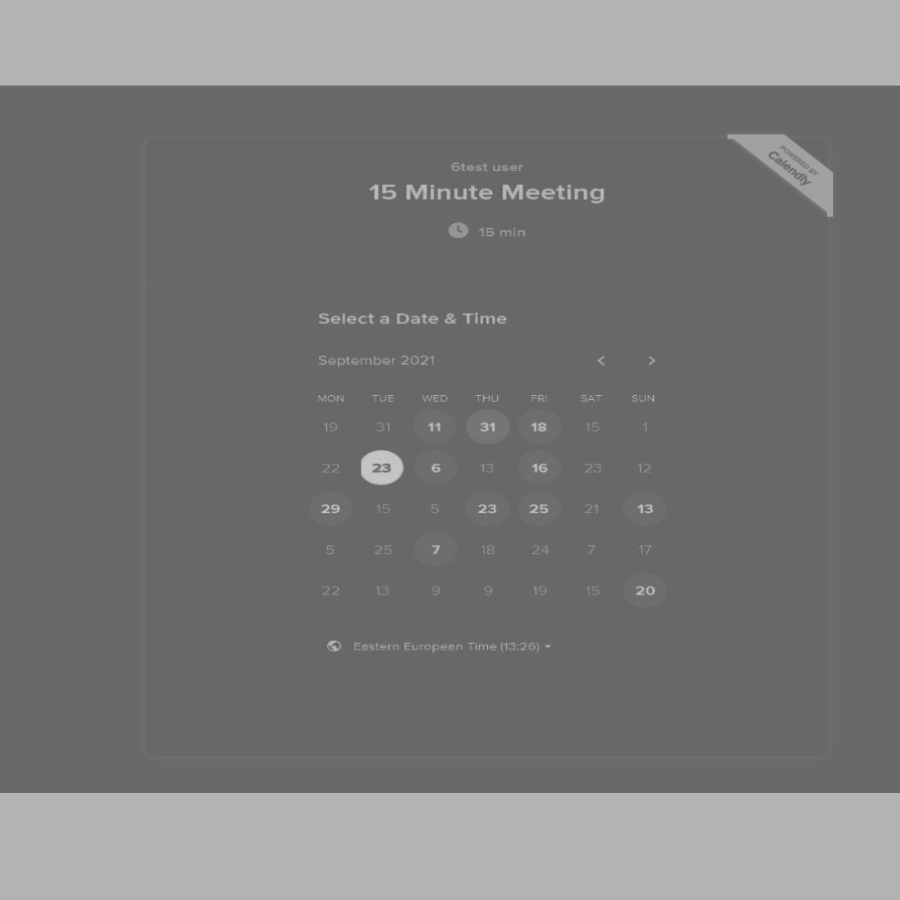 POWERED BY
Calendly
6test user
15 Minute Meeting
15 min
Select a Date & Time
September 2021
MON TUE WED THU FRI SAT SUN
19 31 11 31 18 15 1
22 23 6 13 16 23 12
29 15 5 23 25 21 13
5 25 7 18 24 7 17
22 13 9 9 19 15 20
Eastern European Time (13:26)